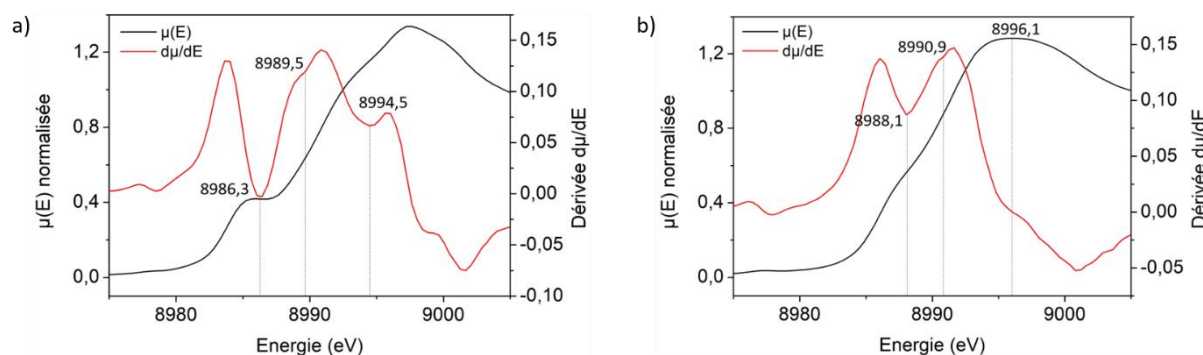 a)
μ(E)
dμ/dE
8989,5
8994,5
8986,3
1,2
0,8
0,4
0,0
μ(E) normalisée
0,15
0,10
0,05
0,00
-0,05
-0,10
Dérivée dμ/dE
8980
8990
9000
Energie (eV)
b)
μ(E)
dμ/dE
8996,1
8990,9
8988,1
1,2
0,8
0,4
0,0
μ(E) normalisée
0,15
0,10
0,05
0,00
-0,05
Dérivée dμ/dE
8980
8990
9000
Energie (eV)